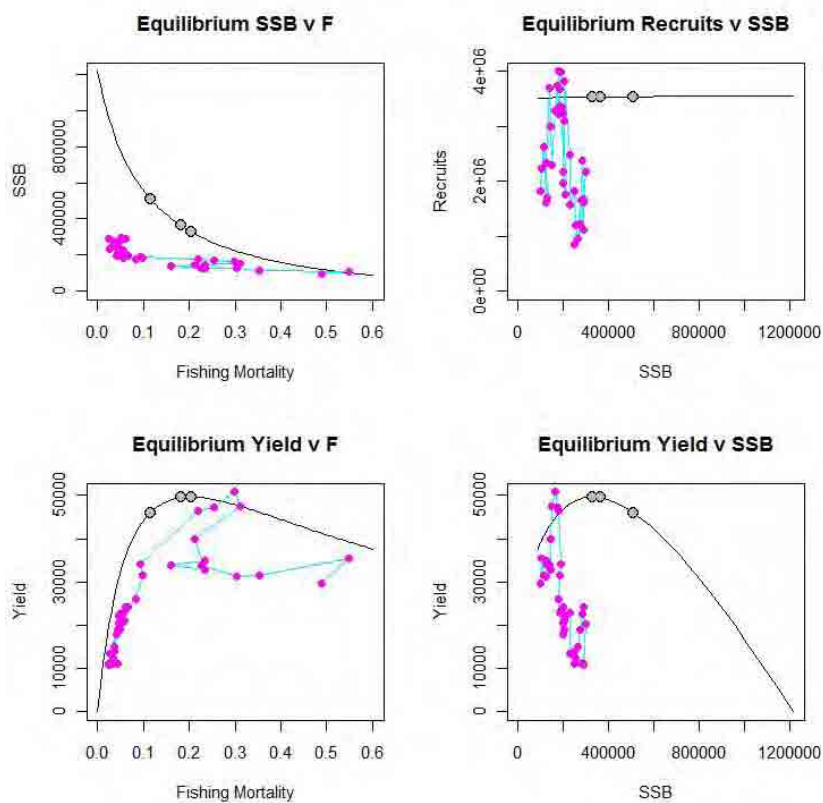 Equilibrium SSB v F
SSB
0
400000
800000
0.0 0.1 0.2 0.3 0.4 0.5 0.6
Fishing Mortality
Equilibrium Recruits v SSB
Recruits
0e+00
2e+06
4e+06
0 400000 800000 1200000
SSB
Equilibrium Yield v F
Yield
0
10000
30000
50000
0.0 0.1 0.2 0.3 0.4 0.5 0.6
Fishing Mortality
Equilibrium Yield v SSB
Yield
0
10000
30000
50000
0 400000 800000 1200000
SSB